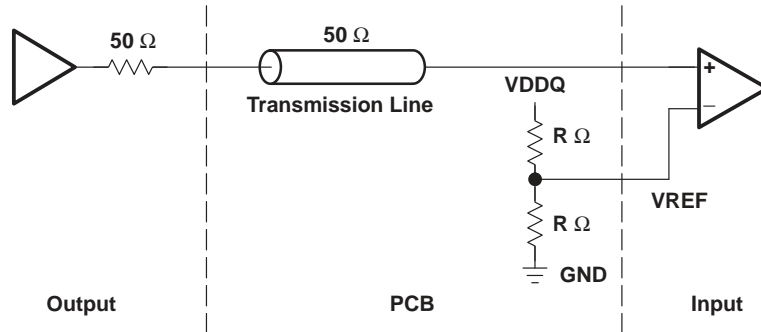 50 Ω
50 Ω
Transmission Line
VDDQ
+
−
R Ω
VREF
R Ω
GND
Output
PCB
Input